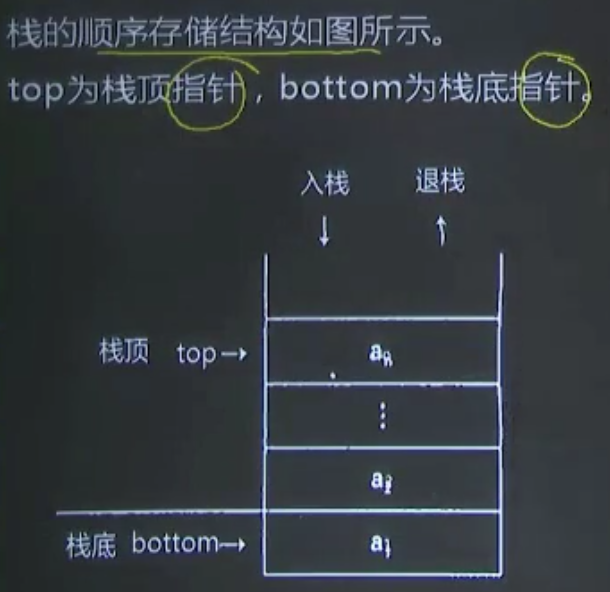 栈的顺序存储结构如图所示。
top为栈顶指针，bottom为栈底指针。
入栈 退栈
↓ ↑
栈顶 top→ aₙ
⋮
a₂
栈底 bottom→ a₁